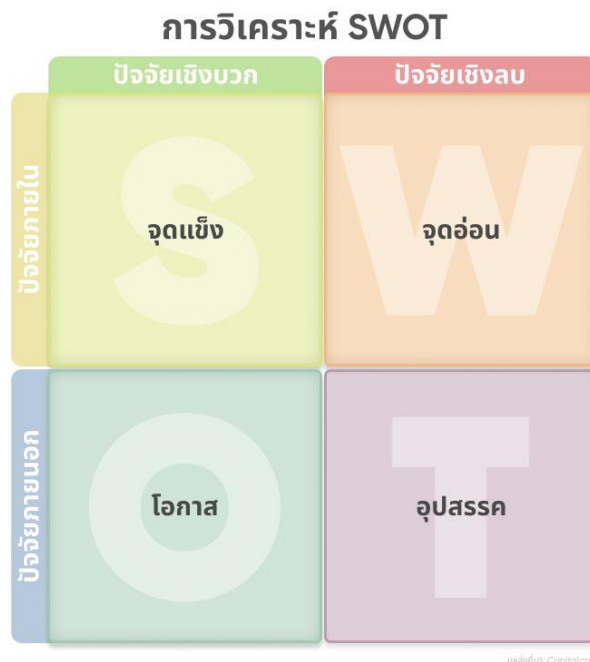 การวิเคราะห์ SWOT
ปัจจัยเชิงบวก
ปัจจัยเชิงลบ
ปัจจัยภายใน
S
จุดแข็ง
W
จุดอ่อน
ปัจจัยภายนอก
O
โอกาส
T
อุปสรรค